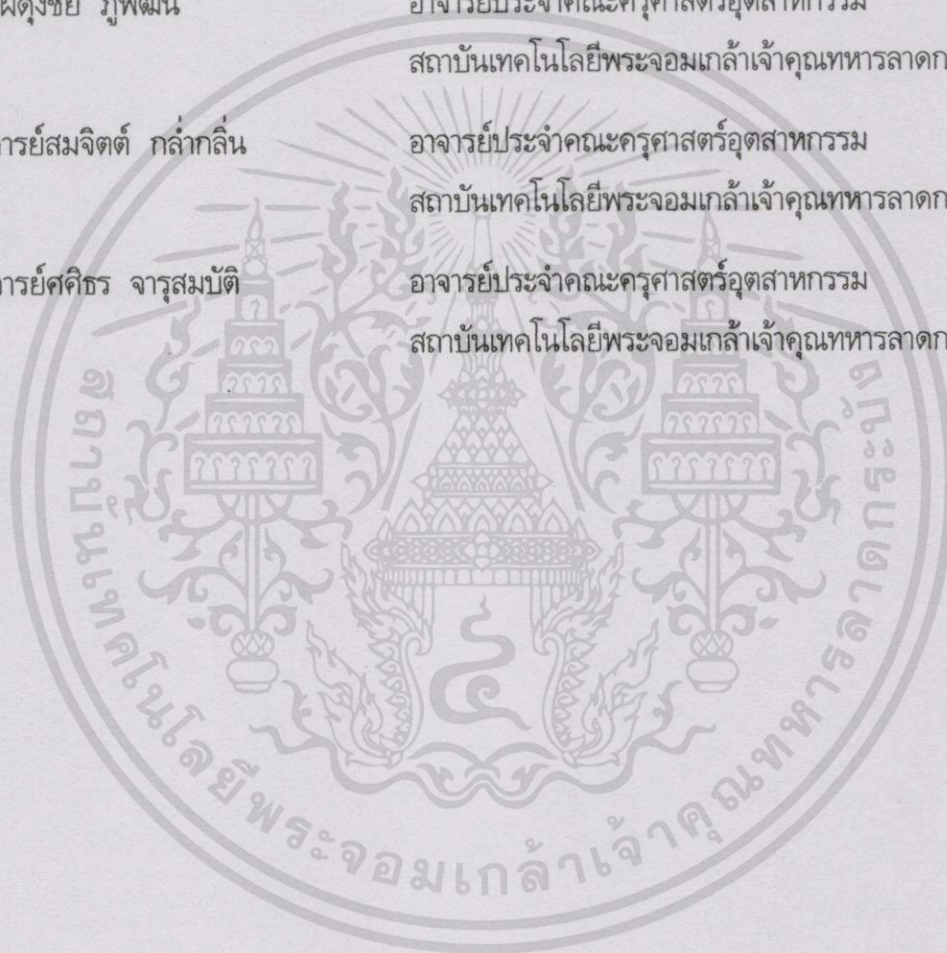 ผดุงชัย ภู่พัฒน์ อาจารย์ประจำคณะครุศาสตร์อุตสาหกรรม
สถาบันเทคโนโลยีพระจอมเกล้าเจ้าคุณทหารลาดก
ารย์สมจิตต์ กล่ำกลิ่น อาจารย์ประจำคณะครุศาสตร์อุตสาหกรรม
สถาบันเทคโนโลยีพระจอมเกล้าเจ้าคุณทหารลาดก
ารย์ศศิธร จารุสมบัติ อาจารย์ประจำคณะครุศาสตร์อุตสาหกรรม
สถาบันเทคโนโลยีพระจอมเกล้าเจ้าคุณทหารลาดก
สถาบันเทคโนโลยีพระจอมเกล้าเจ้าคุณทหารลาดกระบัง
๔